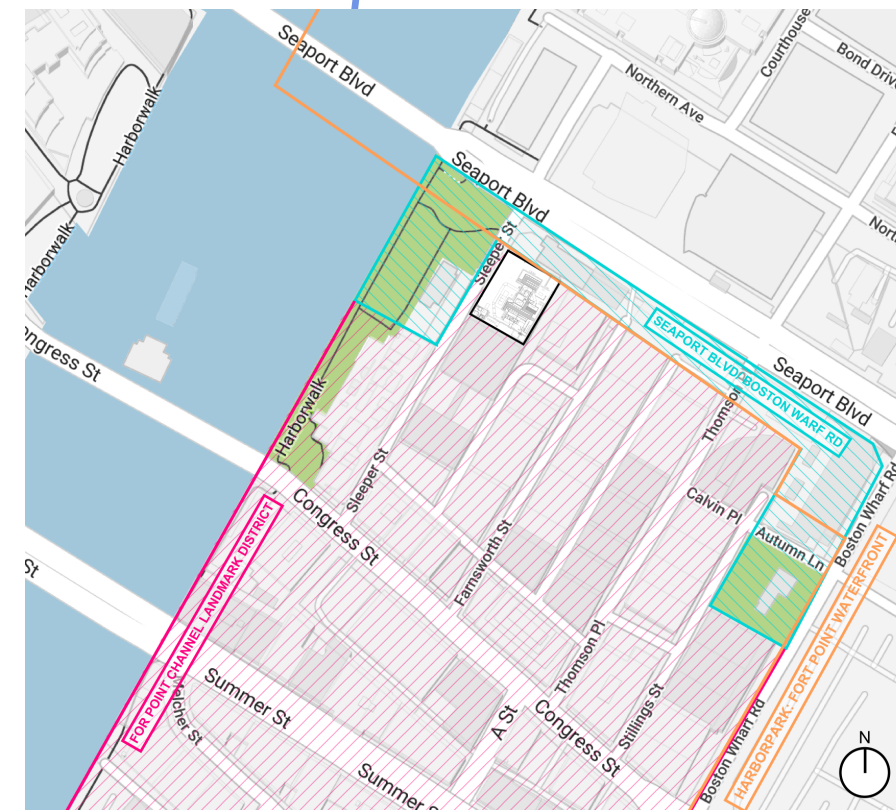 Seaport Blvd
Courthouse
Bond Drive
Northern Ave
Harborwalk
Seaport Blvd
Harborwalk
Sleeper St
ongress St
SEAPORT BLVD/BOSTON WARF RD
Seaport Blvd
Thomson
Harborwalk
Sleeper St
Calvin Pl
Boston Wharf Rd
Congress St
Autumn Ln
Farnsworth St
St
FOR POINT CHANNEL LANDMARK DISTRICT
HARBORPARK: FORT POINT WATERFRONT
Thomson Pl
Summer St
Melcher St
Stillings St
A St
Congress St
Boston Wharf Rd
N
Summer S